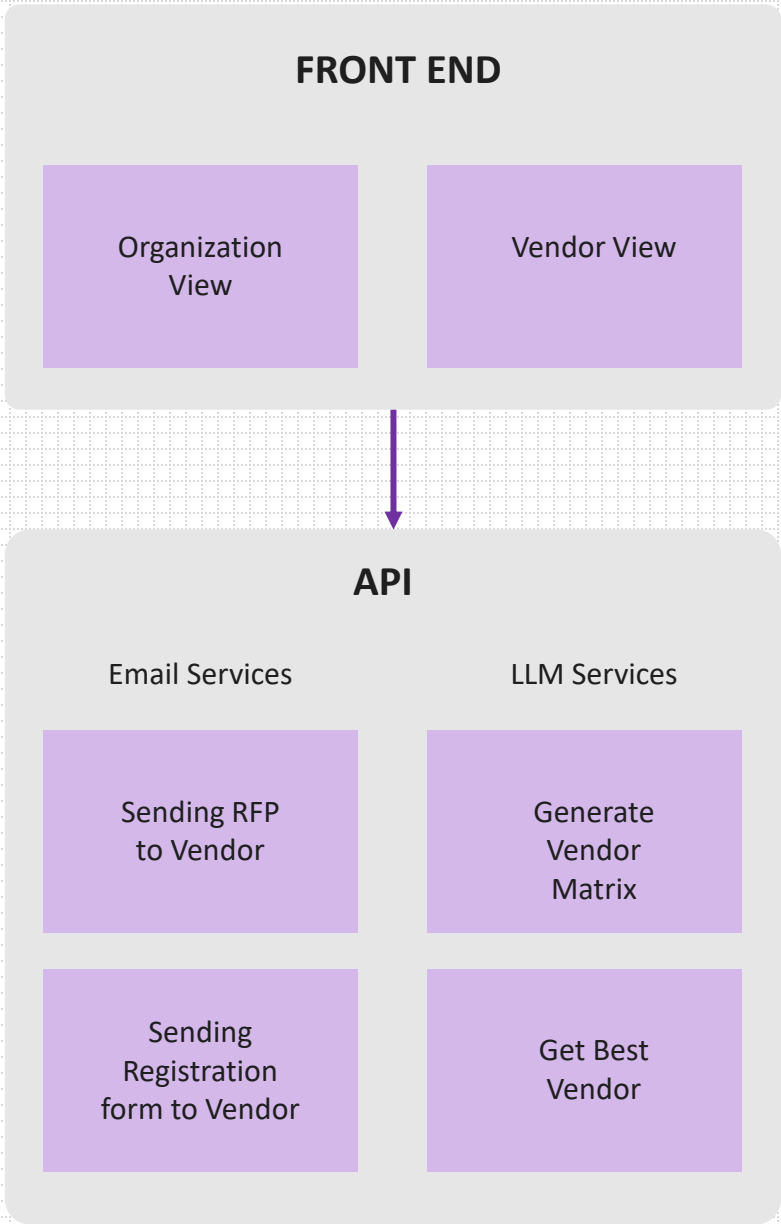 FRONT END
Organization
View
Vendor View
API
Email Services
LLM Services
Sending RFP
to Vendor
Generate
Vendor
Matrix
Sending
Registration
form to Vendor
Get Best
Vendor